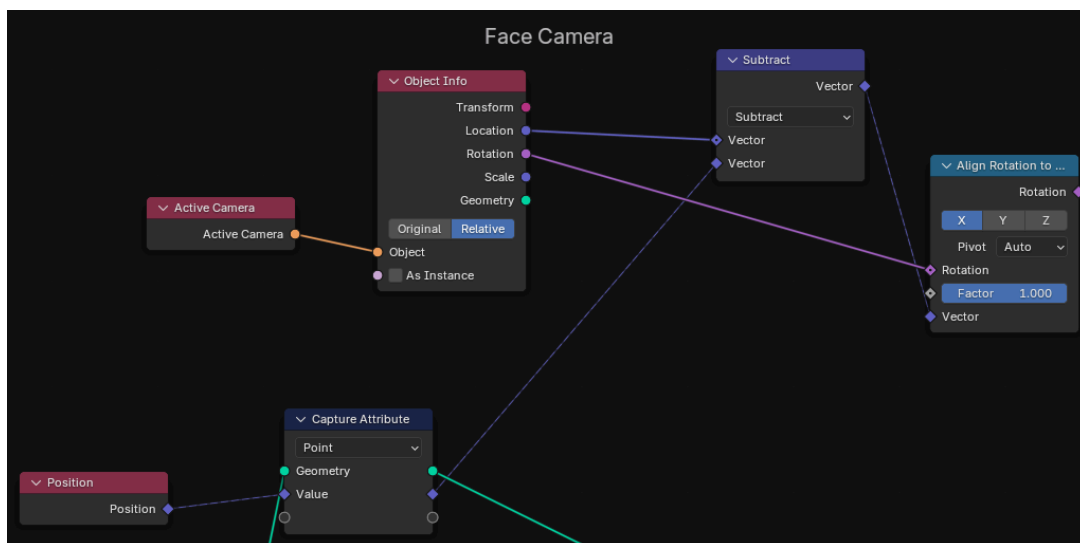 Face Camera
Object Info
Transform
Location
Rotation
Scale
Geometry
Original Relative
Object
As Instance
Subtract
Vector
Subtract
Vector
Vector
Align Rotation to ...
Rotation
X Y Z
Pivot Auto
Rotation
Factor 1.000
Vector
Active Camera
Active Camera
Capture Attribute
Point
Geometry
Value
Position
Position